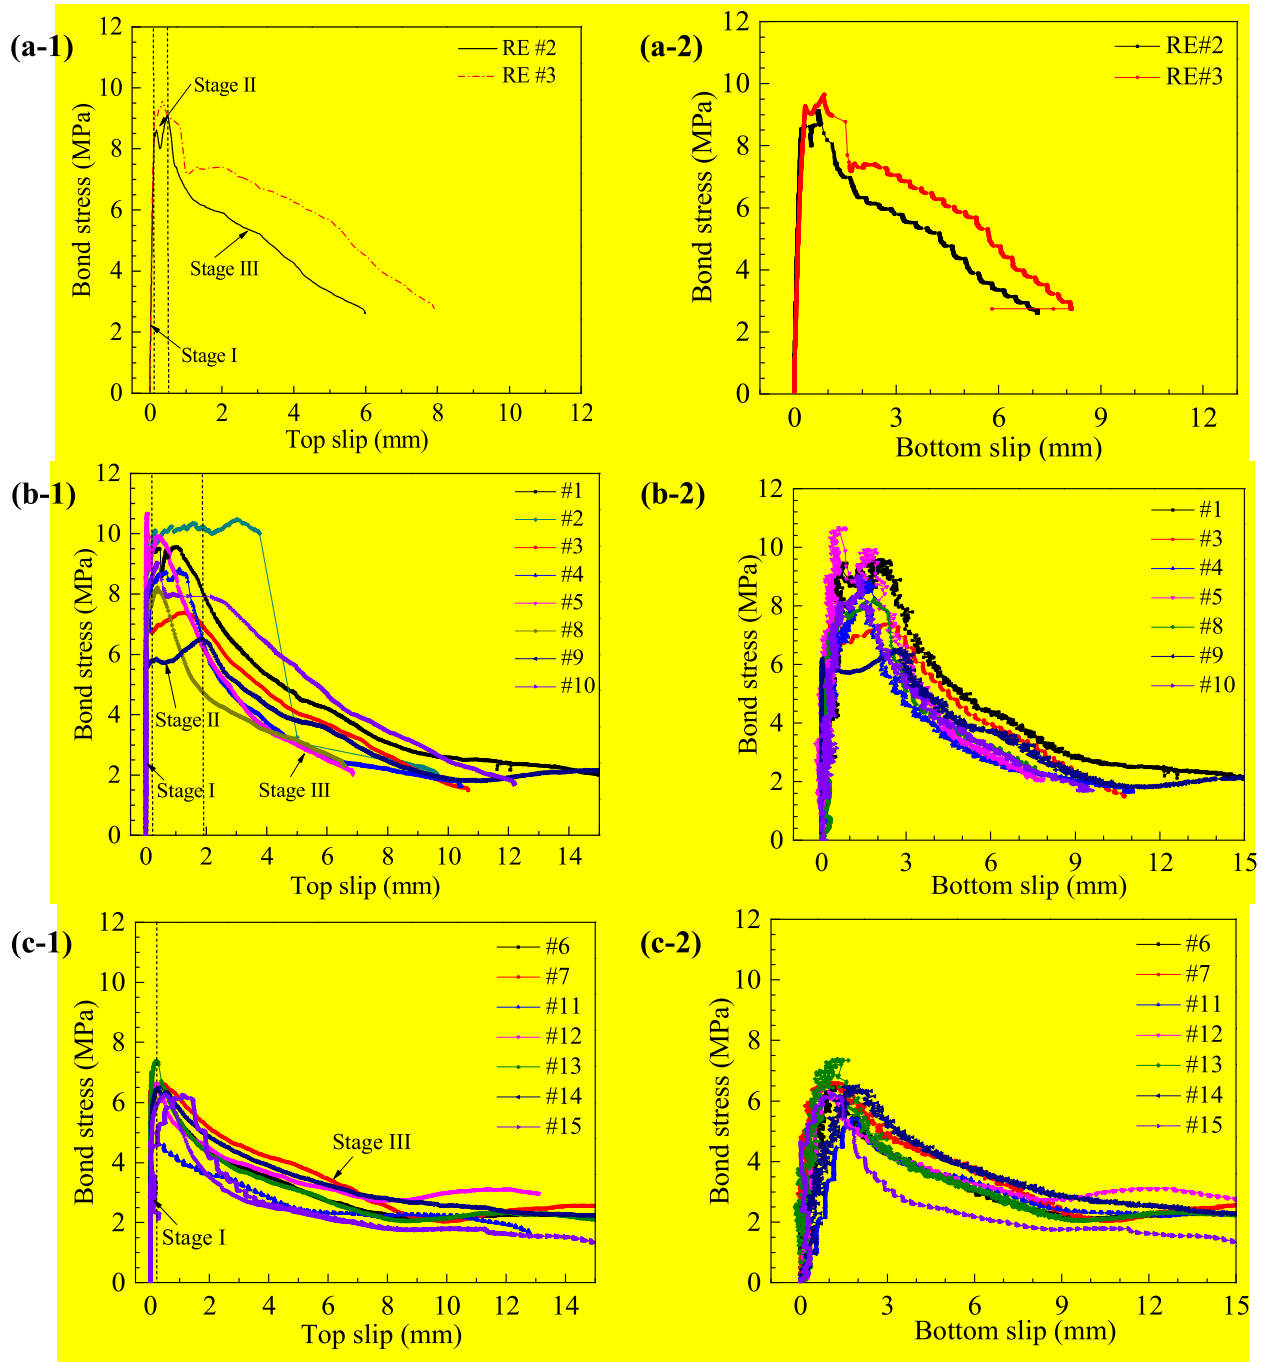 (a-1)
12
10
8
6
4
2
0
Bond stress (MPa)
RE #2
RE #3
Stage II
Stage III
Stage I
0 2 4 6 8 10 12
Top slip (mm)
(a-2)
12
10
8
6
4
2
0
Bond stress (MPa)
RE#2
RE#3
0 3 6 9 12
Bottom slip (mm)
(b-1)
12
10
8
6
4
2
0
Bond stress (MPa)
#1
#2
#3
#4
#5
#8
#9
#10
Stage II
Stage I
Stage III
0 2 4 6 8 10 12 14
Top slip (mm)
(b-2)
12
10
8
6
4
2
0
Bond stress (MPa)
#1
#3
#4
#5
#8
#9
#10
0 3 6 9 12 15
Bottom slip (mm)
(c-1)
12
10
8
6
4
2
0
Bond stress (MPa)
#6
#7
#11
#12
#13
#14
#15
Stage III
Stage I
0 2 4 6 8 10 12 14
Top slip (mm)
(c-2)
12
10
8
6
4
2
0
Bond stress (MPa)
#6
#7
#11
#12
#13
#14
#15
0 3 6 9 12 15
Bottom slip (mm)